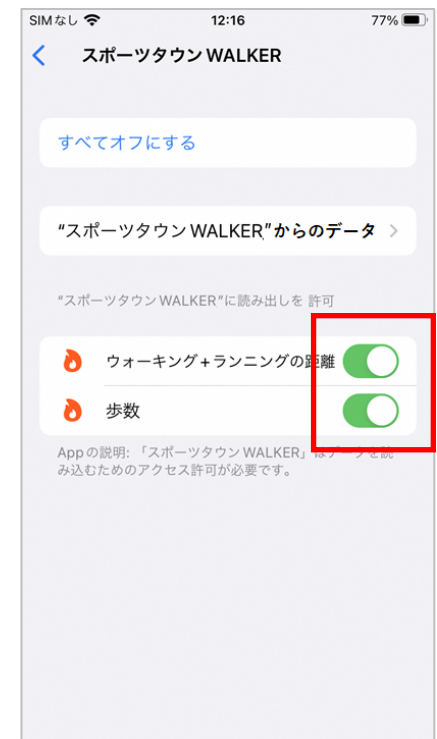 SIMなし 12:16 77%
スポーツタウン WALKER
すべてオフにする
“スポーツタウン WALKER”からのデータ
“スポーツタウン WALKER”に読み出しを 許可
ウォーキング+ランニングの距離
歩数
Appの説明: 「スポーツタウン WALKER」はデータを読
み込むためのアクセス許可が必要です。